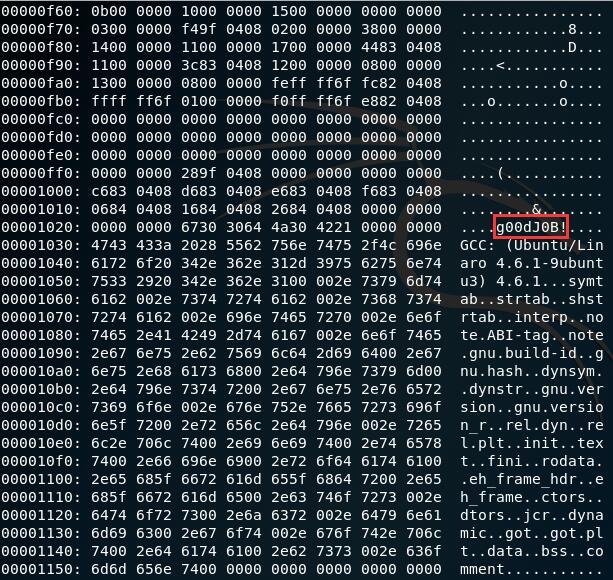 00000f60: 0b00 0000 1000 0000 1500 0000 0000 0000  ................
00000f70: 0300 0000 f49f 0408 0200 0000 3800 0000  ............8...
00000f80: 1400 0000 1100 0000 1700 0000 4483 0408  ............D...
00000f90: 1100 0000 3c83 0408 1200 0000 0800 0000  ....<...........
00000fa0: 1300 0000 0800 0000 feff ff6f fc82 0408  ...........o....
00000fb0: ffff ff6f 0100 0000 f0ff ff6f e882 0408  ...o.......o....
00000fc0: 0000 0000 0000 0000 0000 0000 0000 0000  ................
00000fd0: 0000 0000 0000 0000 0000 0000 0000 0000  ................
00000fe0: 0000 0000 0000 0000 0000 0000 0000 0000  ................
00000ff0: 0000 0000 289f 0408 0000 0000 0000 0000  ....(...........
00001000: c683 0408 d683 0408 e683 0408 f683 0408  ................
00001010: 0684 0408 1684 0408 2684 0408 0000 0000  ........&.......
00001020: 0000 0000 6730 3064 4a30 4221 0000 0000  ....g00dJ0B!....
00001030: 4743 433a 2028 5562 756e 7475 2f4c 696e  GCC: (Ubuntu/Lin
00001040: 6172 6f20 342e 362e 312d 3975 6275 6e74  aro 4.6.1-9ubunt
00001050: 7533 2920 342e 362e 3100 002e 7379 6d74  u3) 4.6.1...symt
00001060: 6162 002e 7374 7274 6162 002e 7368 7374  ab..strtab..shst
00001070: 7274 6162 002e 696e 7465 7270 002e 6e6f  rtab..interp..no
00001080: 7465 2e41 4249 2d74 6167 002e 6e6f 7465  te.ABI-tag..note
00001090: 2e67 6e75 2e62 7569 6c64 2d69 6400 2e67  .gnu.build-id..g
000010a0: 6e75 2e68 6173 6800 2e64 796e 7379 6d00  nu.hash..dynsym.
000010b0: 2e64 796e 7374 7200 2e67 6e75 2e76 6572  .dynstr..gnu.ver
000010c0: 7369 6f6e 002e 676e 752e 7665 7273 696f  sion..gnu.versio
000010d0: 6e5f 7200 2e72 656c 2e64 796e 002e 7265  n_r..rel.dyn..re
000010e0: 6c2e 706c 7400 2e69 6e69 7400 2e74 6578  l.plt..init..tex
000010f0: 7400 2e66 696e 6900 2e72 6f64 6174 6100  t..fini..rodata.
00001100: 2e65 685f 6672 616d 655f 6864 7200 2e65  .eh_frame_hdr..e
00001110: 685f 6672 616d 6500 2e63 746f 7273 002e  h_frame..ctors..
00001120: 6474 6f72 7300 2e6a 6372 002e 6479 6e61  dtors..jcr..dyna
00001130: 6d69 6300 2e67 6f74 002e 676f 742e 706c  mic..got..got.pl
00001140: 7400 2e64 6174 6100 2e62 7373 002e 636f  t..data..bss..co
00001150: 6d6d 656e 7400 0000 0000 0000 0000 0000  mment...........